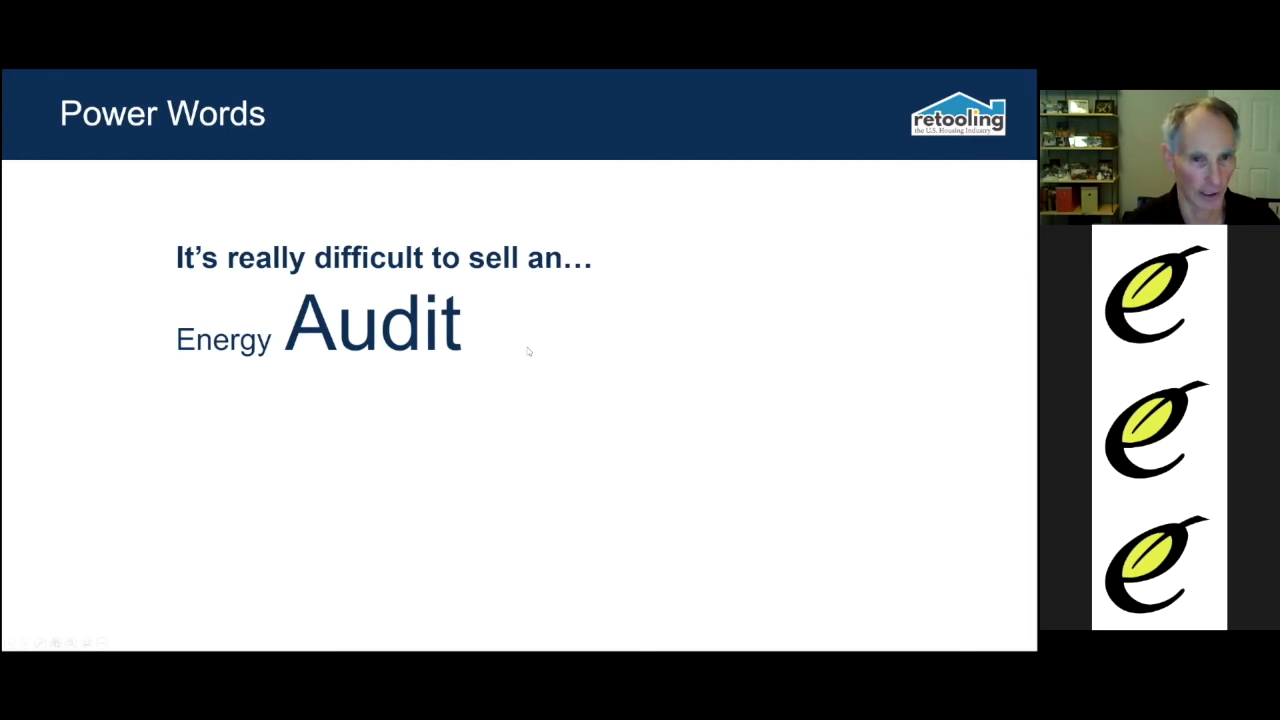 Power Words
retooling
the U.S. Housing Industry
It’s really difficult to sell an…
Energy Audit
e
e
e